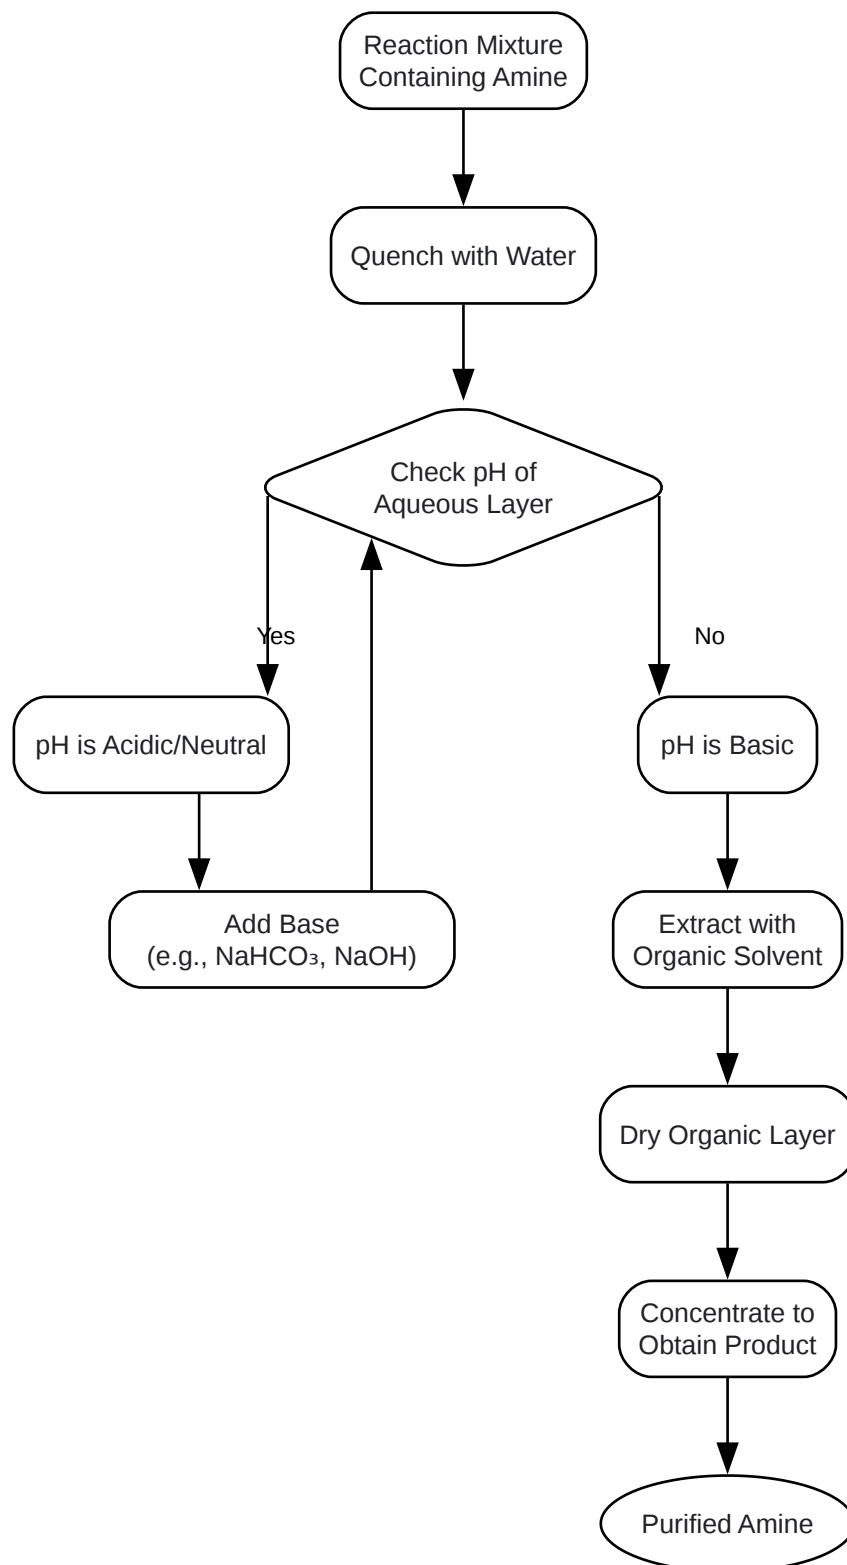 Reaction Mixture
Containing Amine
Quench with Water
Check pH of
Aqueous Layer
Yes
No
pH is Acidic/Neutral
pH is Basic
Add Base
(e.g., NaHCO₃, NaOH)
Extract with
Organic Solvent
Dry Organic Layer
Concentrate to
Obtain Product
Purified Amine